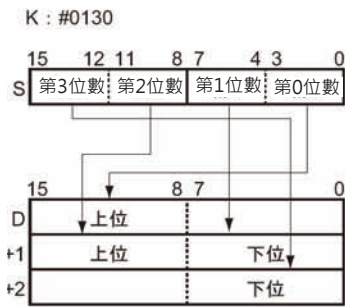 K：#0130
15 12 11 8 7 4 3 0
S 第3位數 第2位數 第1位數 第0位數
15 8 7 0
D 上位
+1 上位 下位
+2 下位